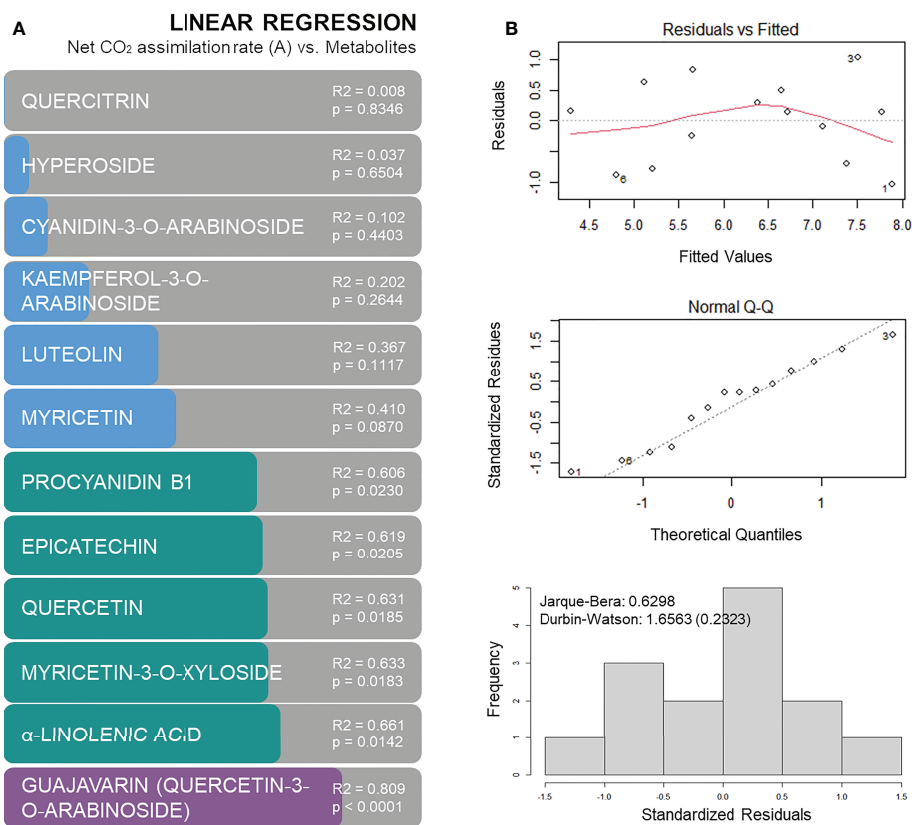 A
LINEAR REGRESSION
Net CO₂ assimilation rate (A) vs. Metabolites
QUERCITRIN
R2 = 0.008
p = 0.8346
HYPEROSIDE
R2 = 0.037
p = 0.6504
CYANIDIN-3-O-ARABINOSIDE
R2 = 0.102
p = 0.4403
KAEMPFEROL-3-O-
ARABINOSIDE
R2 = 0.202
p = 0.2644
LUTEOLIN
R2 = 0.367
p = 0.1117
MYRICETIN
R2 = 0.410
p = 0.0870
PROCYANIDIN B1
R2 = 0.606
p = 0.0230
EPICATECHIN
R2 = 0.619
p = 0.0205
QUERCETIN
R2 = 0.631
p = 0.0185
MYRICETIN-3-O-XYLOSIDE
R2 = 0.633
p = 0.0183
α-LINOLENIC ACID
R2 = 0.661
p = 0.0142
GUAJAVARIN (QUERCETIN-3-
O-ARABINOSIDE)
R2 = 0.809
p < 0.0001
B
Residuals vs Fitted
Residuals
1.0
0.5
0.0
-1.0
3
6
1
4.5 5.0 5.5 6.0 6.5 7.0 7.5 8.0
Fitted Values
Normal Q-Q
Standardized Residues
1.5
0.5
-0.5
-1.5
3
6
1
-1 0 1
Theoretical Quantiles
Jarque-Bera: 0.6298
Durbin-Watson: 1.6563 (0.2323)
Frequency
5
4
3
2
1
0
-1.5 -1.0 -0.5 0.0 0.5 1.0 1.5
Standardized Residuals